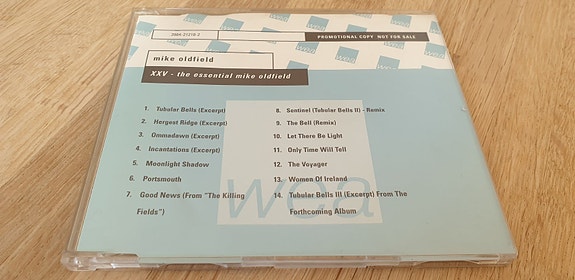 3984-21218-2
PROMOTIONAL COPY NOT FOR SALE
mike oldfield
XXV - the essential mike oldfield
1. Tubular Bells (Excerpt)
2. Hergest Ridge (Excerpt)
3. Ommadawn (Excerpt)
4. Incantations (Excerpt)
5. Moonlight Shadow
6. Portsmouth
7. Good News (From "The Killing
Fields")
8. Sentinel (Tubular Bells II) - Remix
9. The Bell (Remix)
10. Let There Be Light
11. Only Time Will Tell
12. The Voyager
13. Women Of Ireland
14. Tubular Bells III (Excerpt) From The
Forthcoming Album
wea